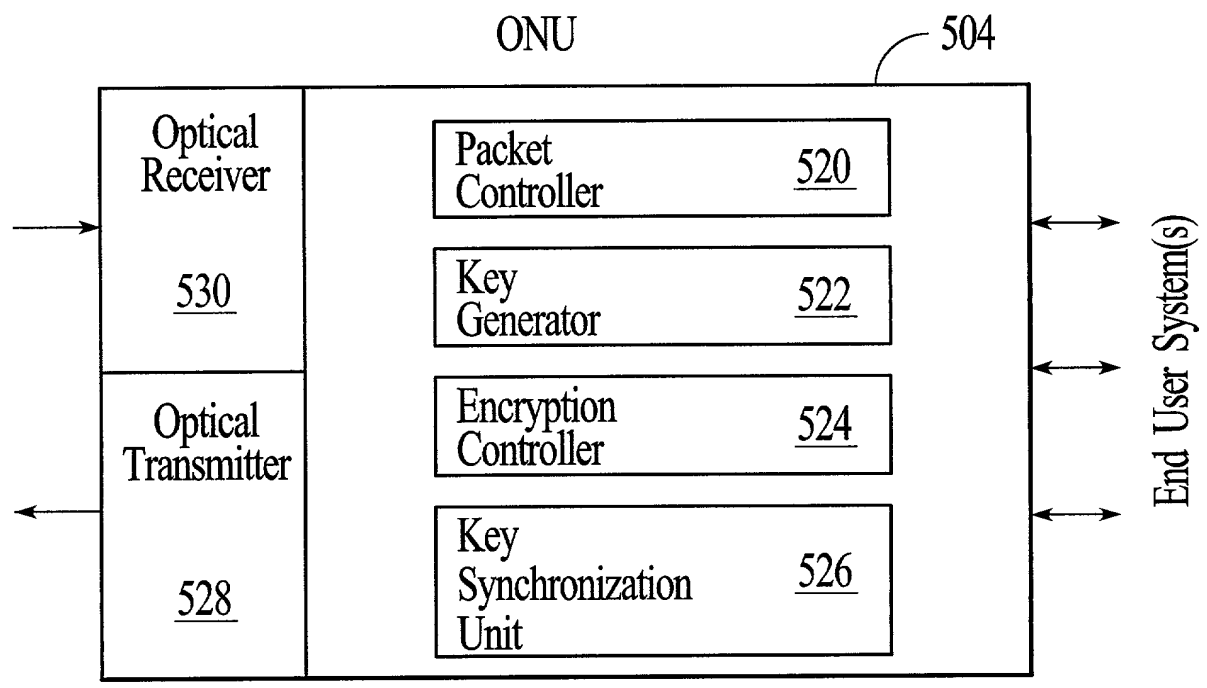 ONU
504
Optical
Receiver
530
Optical
Transmitter
528
Packet
Controller
520
Key
Generator
522
Encryption
Controller
524
Key
Synchronization
Unit
526
End User System(s)